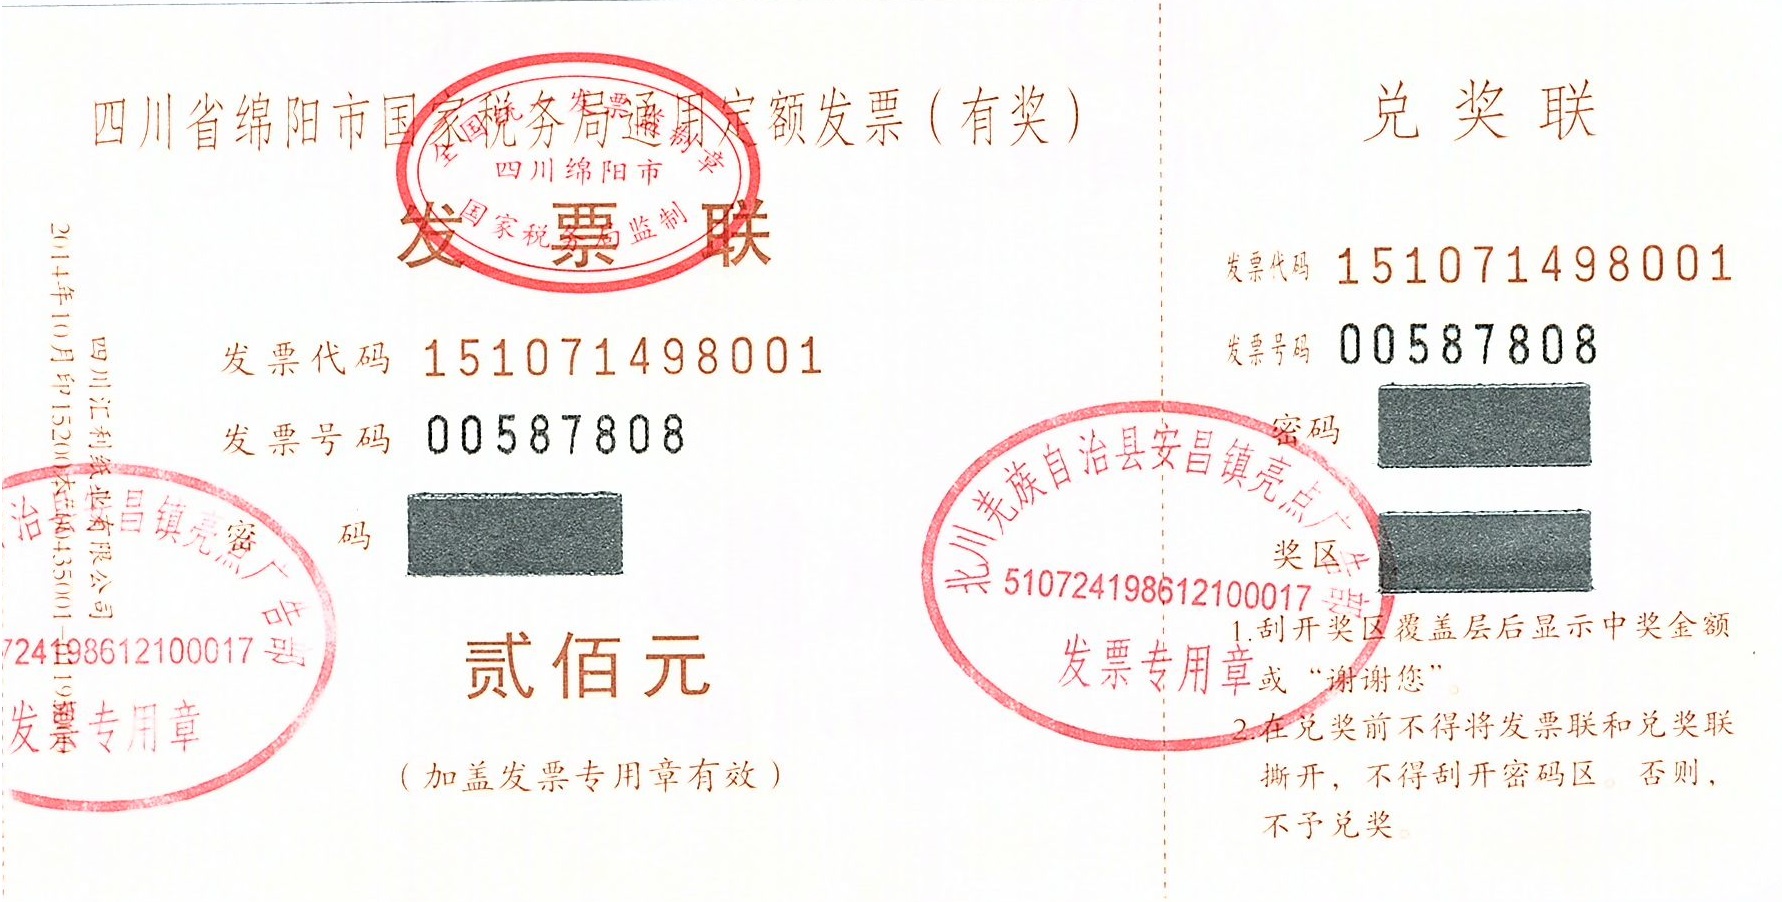 四川省绵阳市国家税务局通用定额发票（有奖）
全国统一发票监制章
四川绵阳市
国家税务局监制
发票联
发票代码 151071498001
发票号码 00587808
密码
贰佰元
（加盖发票专用章有效）
四川汇利纸业有限公司
2014年10月印15200本
治县安昌镇亮点广告部
724198612100017
发票专用章
兑奖联
发票代码 151071498001
发票号码 00587808
密码
奖区
北川羌族自治县安昌镇亮点广告部
510724198612100017
发票专用章
1.刮开奖区覆盖层后显示中奖金额
或“谢谢您”。
2.在兑奖前不得将发票联和兑奖联
撕开，不得刮开密码区。否则，
不予兑奖。